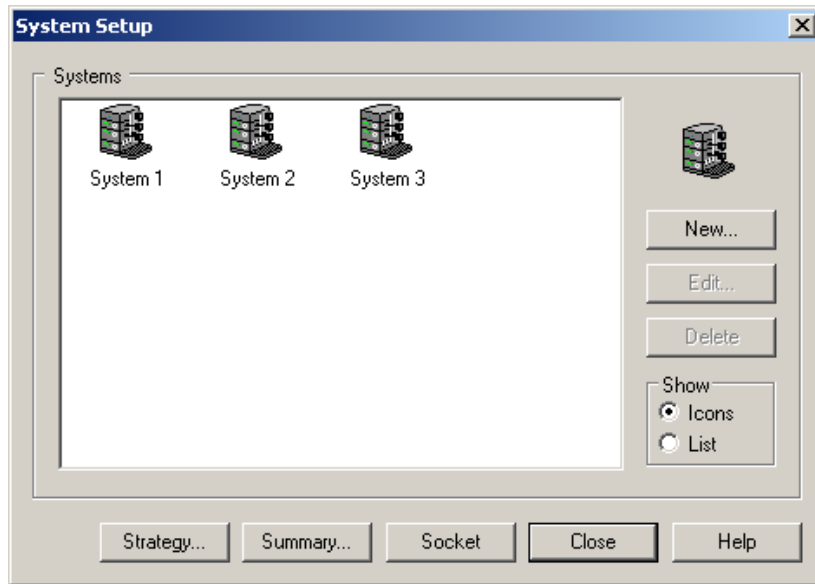 System Setup
Systems
System 1 System 2 System 3
New...
Edit...
Delete
Show
Icons
List
Strategy... Summary... Socket Close Help